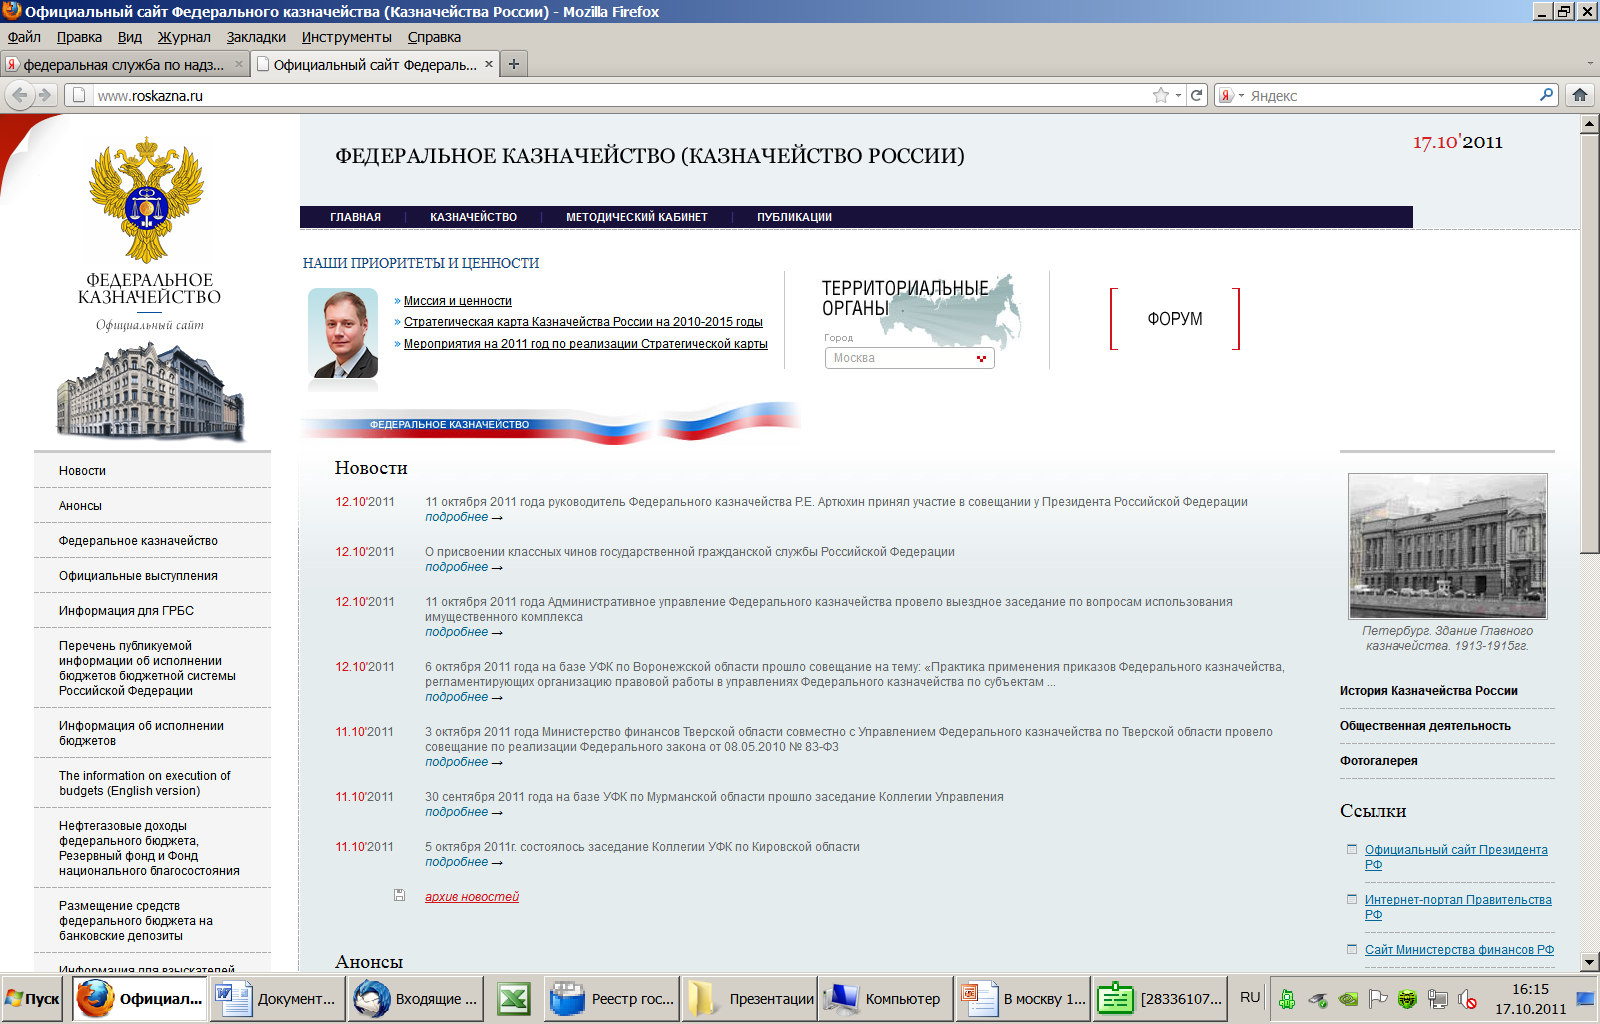 Официальный сайт Федерального казначейства (Казначейства России) - Mozilla Firefox
Файл Правка Вид Журнал Закладки Инструменты Справка
федеральная служба по надз... Официальный сайт Федераль...
www.roskazna.ru Яндекс
ФЕДЕРАЛЬНОЕ
КАЗНАЧЕЙСТВО
Официальный сайт
Новости
Анонсы
Федеральное казначейство
Официальные выступления
Информация для ГРБС
Перечень публикуемой
информации об исполнении
бюджетов бюджетной системы
Российской Федерации
Информация об исполнении
бюджетов
The information on execution of
budgets (English version)
Нефтегазовые доходы
федерального бюджета,
Резервный фонд и Фонд
национального благосостояния
Размещение средств
федерального бюджета на
банковские депозиты
Информация для взыскателей
ФЕДЕРАЛЬНОЕ КАЗНАЧЕЙСТВО (КАЗНАЧЕЙСТВО РОССИИ)
17.10'2011
ГЛАВНАЯ | КАЗНАЧЕЙСТВО | МЕТОДИЧЕСКИЙ КАБИНЕТ | ПУБЛИКАЦИИ
НАШИ ПРИОРИТЕТЫ И ЦЕННОСТИ
» Миссия и ценности
» Стратегическая карта Казначейства России на 2010-2015 годы
» Мероприятия на 2011 год по реализации Стратегической карты
ТЕРРИТОРИАЛЬНЫЕ
ОРГАНЫ
Город
Москва
ФОРУМ
ФЕДЕРАЛЬНОЕ КАЗНАЧЕЙСТВО
Новости
12.10'2011 11 октября 2011 года руководитель Федерального казначейства Р.Е. Артюхин принял участие в совещании у Президента Российской Федерации
подробнее →
12.10'2011 О присвоении классных чинов государственной гражданской службы Российской Федерации
подробнее →
12.10'2011 11 октября 2011 года Административное управление Федерального казначейства провело выездное заседание по вопросам использования
имущественного комплекса
подробнее →
12.10'2011 6 октября 2011 года на базе УФК по Воронежской области прошло совещание на тему: «Практика применения приказов Федерального казначейства,
регламентирующих организацию правовой работы в управлениях Федерального казначейства по субъектам ...
подробнее →
11.10'2011 3 октября 2011 года Министерство финансов Тверской области совместно с Управлением Федерального казначейства по Тверской области провело
совещание по реализации Федерального закона от 08.05.2010 № 83-ФЗ
подробнее →
11.10'2011 30 сентября 2011 года на базе УФК по Мурманской области прошло заседание Коллегии Управления
подробнее →
11.10'2011 5 октября 2011г. состоялось заседание Коллегии УФК по Кировской области
подробнее →
архив новостей
Анонсы
Петербург. Здание Главного
казначейства. 1913-1915гг.
История Казначейства России
Общественная деятельность
Фотогалерея
Ссылки
Официальный сайт Президента
РФ
Интернет-портал Правительства
РФ
Сайт Министерства финансов РФ
Пуск Официал... Документ... Входящие ... Реестр гос... Презентации Компьютер В москву 1... [28336107... RU 16:15
17.10.2011